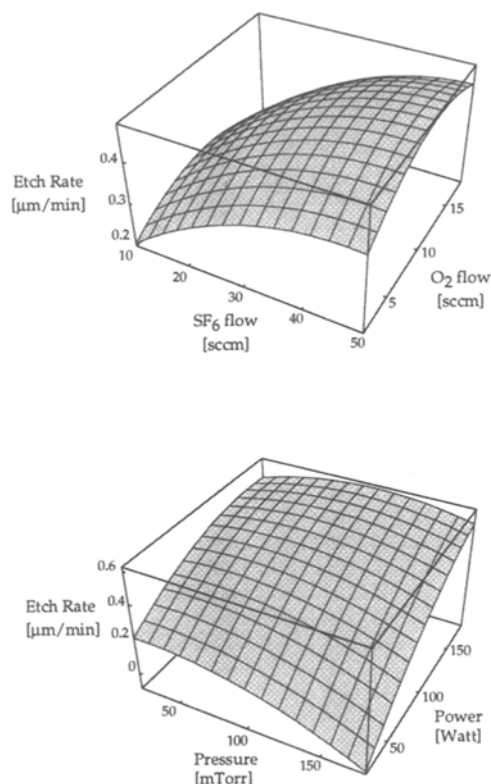 0.4
Etch Rate
[µm/min]
0.3
0.2
10
20
30
40
50
SF6 flow
[sccm]
5
10
15
O2 flow
[sccm]
0.6
Etch Rate
0.4
[µm/min]
0.2
0
50
100
150
Pressure
[mTorr]
50
100
150
Power
[Watt]